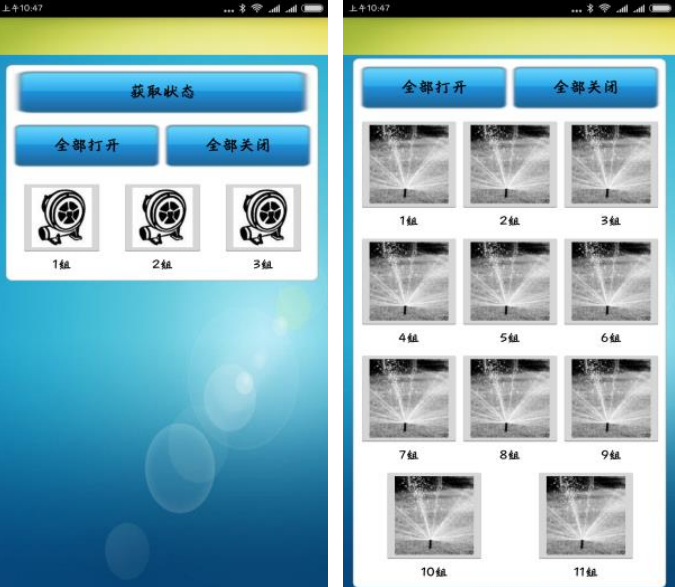 上午10:47
获取状态
全部打开
全部关闭
1组
2组
3组
上午10:47
全部打开
全部关闭
1组
2组
3组
4组
5组
6组
7组
8组
9组
10组
11组